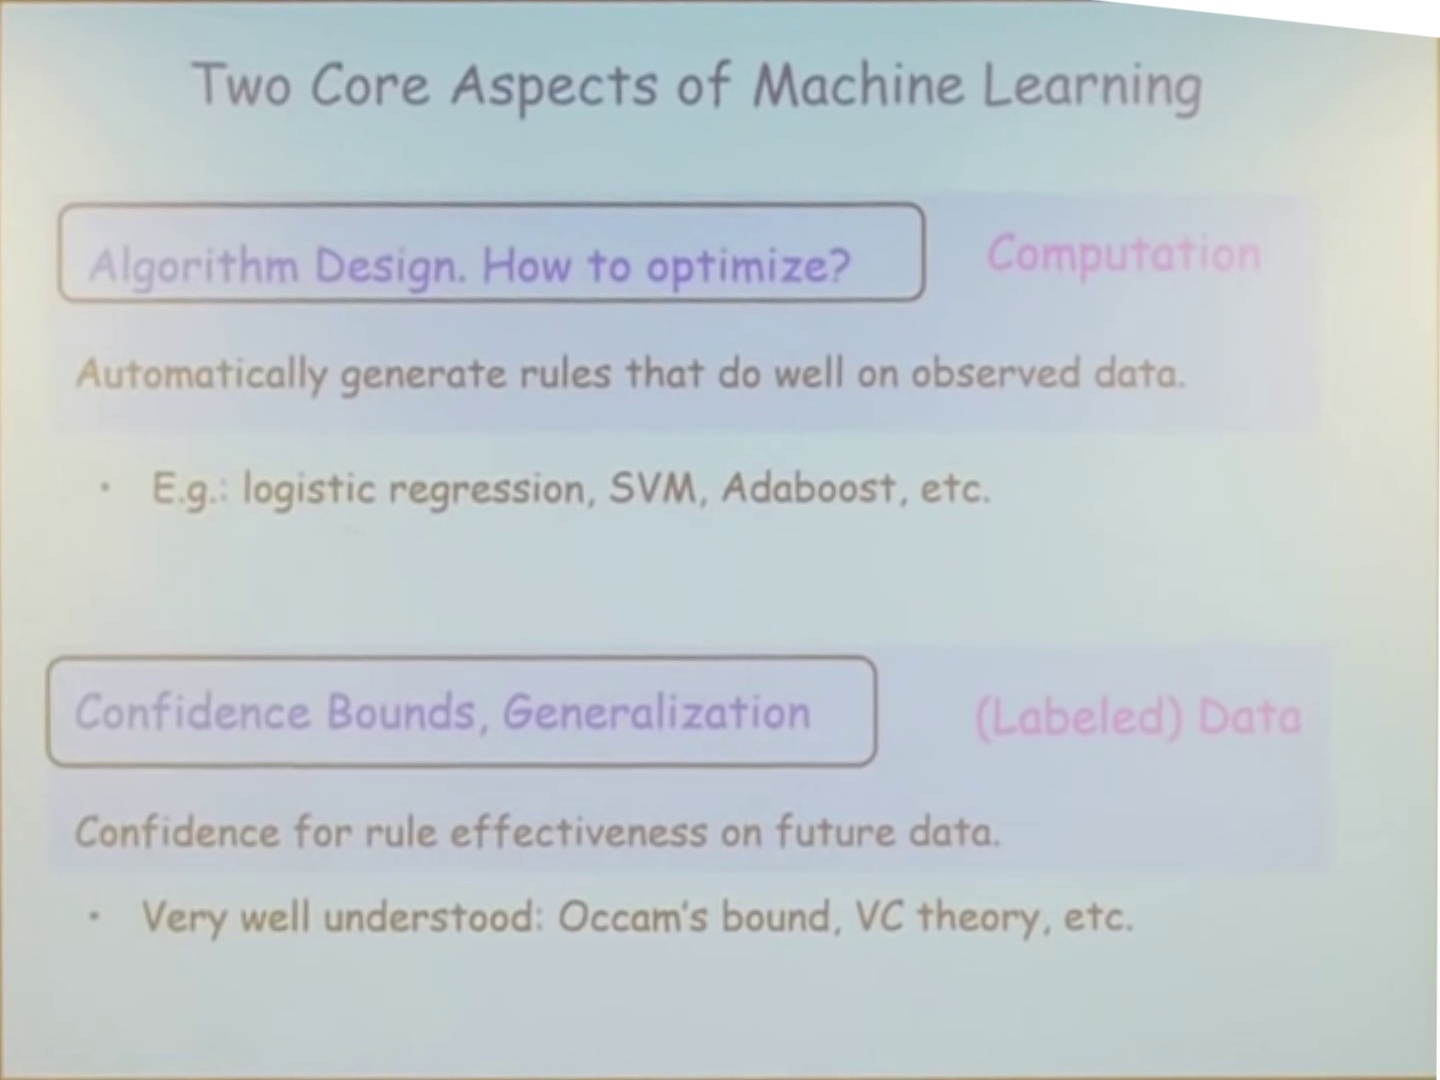 Two Core Aspects of Machine Learning
Algorithm Design. How to optimize?
Computation
Automatically generate rules that do well on observed data.
• E.g.: logistic regression, SVM, Adaboost, etc.
Confidence Bounds, Generalization
(Labeled) Data
Confidence for rule effectiveness on future data.
• Very well understood: Occam's bound, VC theory, etc.